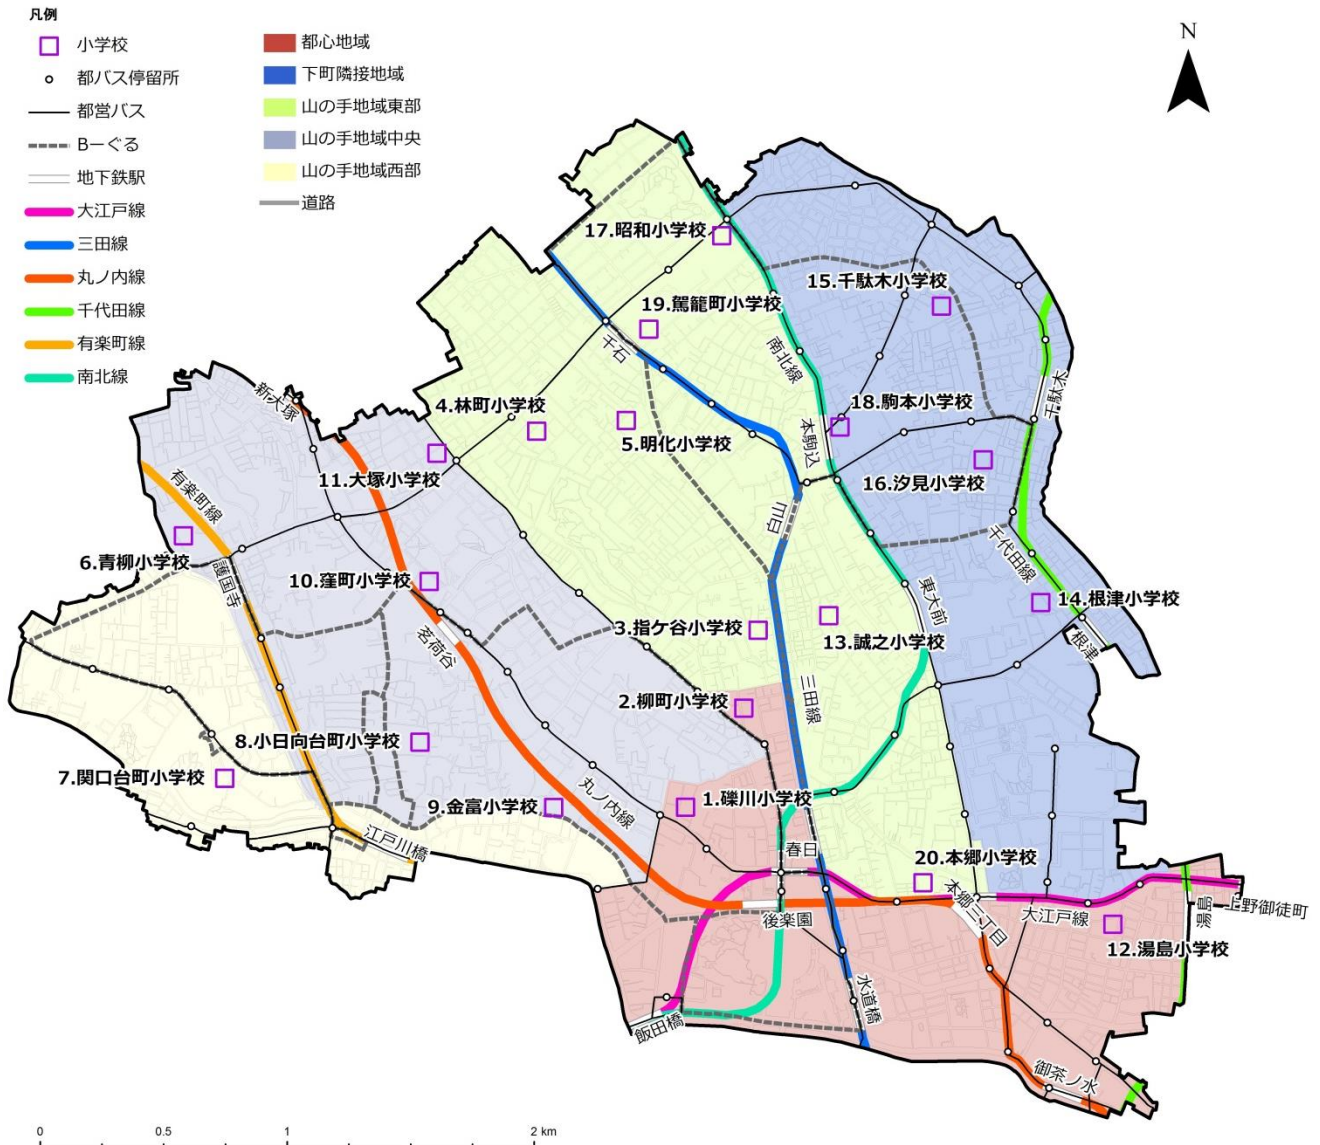 凡例
小学校
都バス停留所
都営バス
Bーぐる
地下鉄駅
大江戸線
三田線
丸ノ内線
千代田線
有楽町線
南北線
都心地域
下町隣接地域
山の手地域東部
山の手地域中央
山の手地域西部
道路
N
17.昭和小学校
15.千駄木小学校
19.駕籠町小学校
千石
南北線
千駄木
新大塚
4.林町小学校
18.駒本小学校
5.明化小学校
本駒込
11.大塚小学校
16.汐見小学校
有楽町線
白山
千代田線
6.青柳小学校
護国寺
10.窪町小学校
東大前
14.根津小学校
茗荷谷
3.指ケ谷小学校
13.誠之小学校
根津
2.柳町小学校
三田線
8.小日向台町小学校
7.関口台町小学校
丸ノ内線
9.金富小学校
1.礫川小学校
江戸川橋
春日
20.本郷小学校
本郷三丁目
後楽園
大江戸線
湯島
上野御徒町
12.湯島小学校
水道橋
飯田橋
御茶ノ水
0 0.5 1 2 km